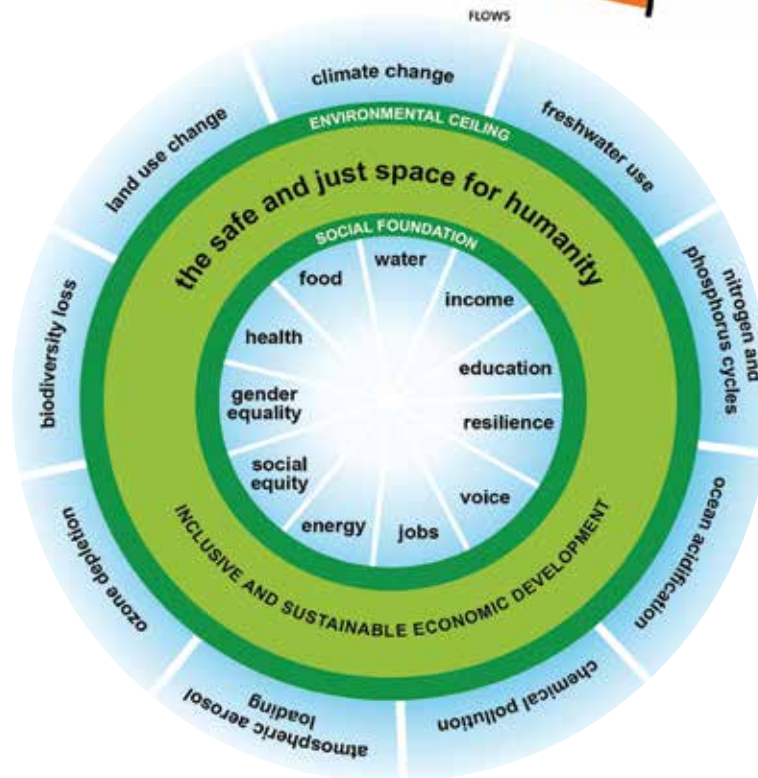 FLOWS
climate change
freshwater use
nitrogen and
phosphorus cycles
ocean acidification
chemical pollution
atmospheric aerosol
loading
ozone depletion
biodiversity loss
land use change
ENVIRONMENTAL CEILING
the safe and just space for humanity
SOCIAL FOUNDATION
water
income
education
resilience
voice
jobs
energy
social
equity
gender
equality
health
food
INCLUSIVE AND SUSTAINABLE ECONOMIC DEVELOPMENT